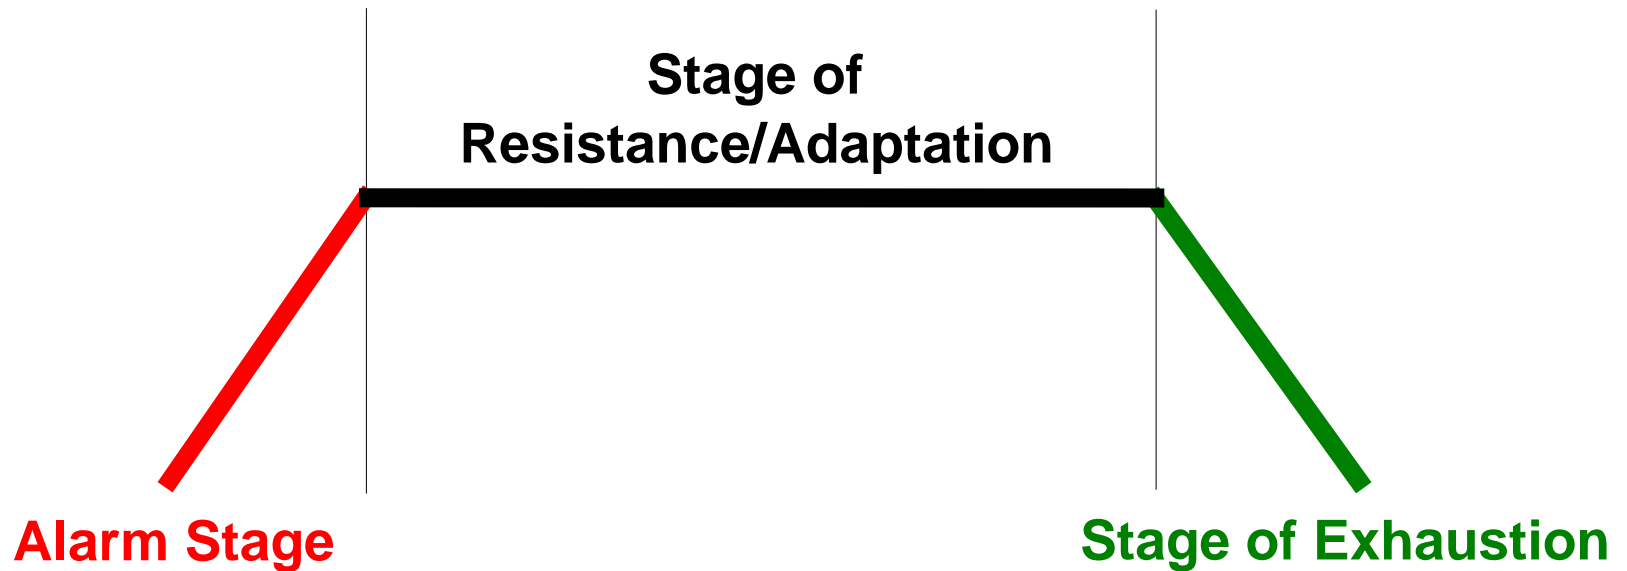 Stage of
Resistance/Adaptation
Alarm Stage
Stage of Exhaustion